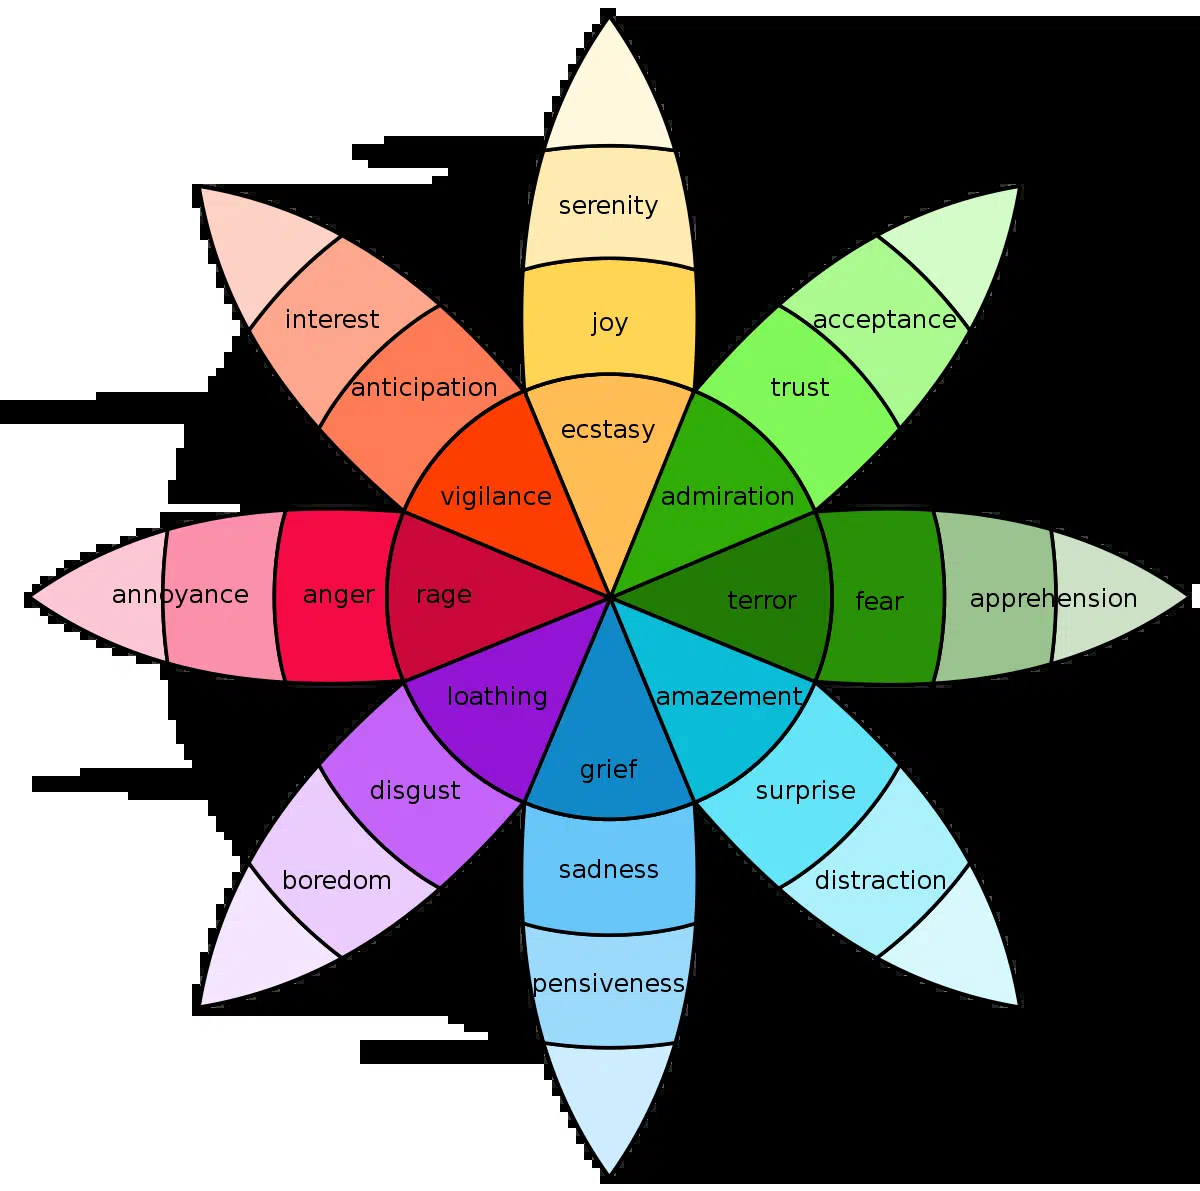 serenity
interest
acceptance
joy
anticipation
trust
ecstasy
vigilance
admiration
annoyance
anger
rage
terror
fear
apprehension
loathing
amazement
grief
disgust
surprise
sadness
boredom
distraction
pensiveness